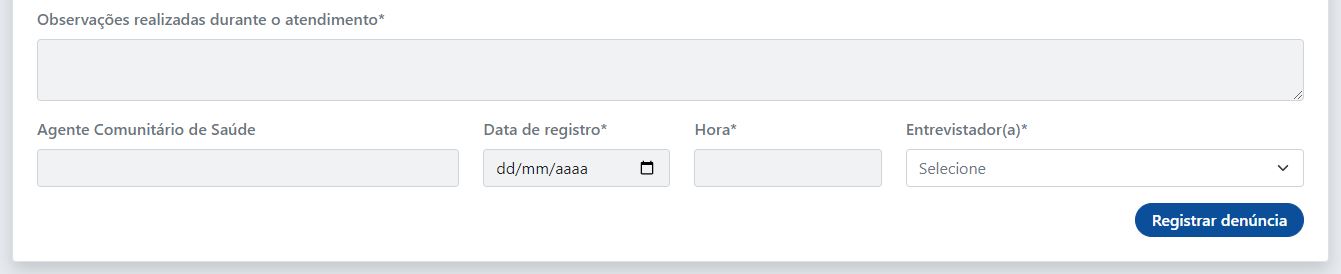 Observações realizadas durante o atendimento*
Agente Comunitário de Saúde Data de registro* Hora* Entrevistador(a)*
dd/mm/aaaa Selecione
Registrar denúncia